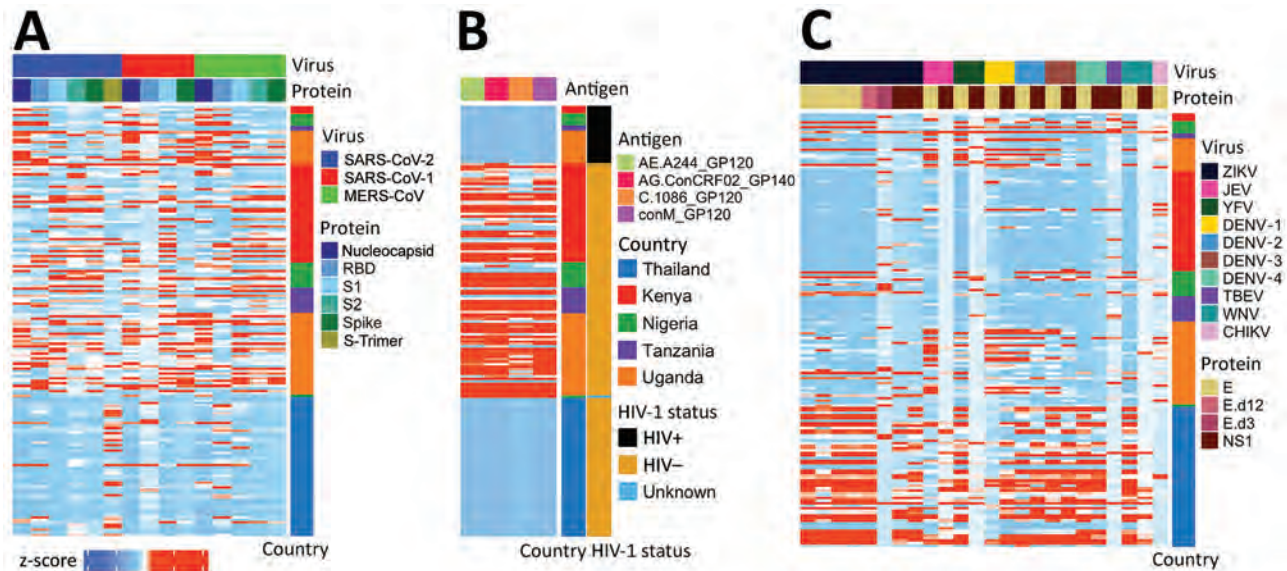 A
Virus
Protein
Virus
SARS-CoV-2
SARS-CoV-1
MERS-CoV
Protein
Nucleocapsid
RBD
S1
S2
Spike
S-Trimer
Country
z-score
B
Antigen
Antigen
AE.A244_GP120
AG.ConCRF02_GP140
C.1086_GP120
conM_GP120
Country
Thailand
Kenya
Nigeria
Tanzania
Uganda
HIV-1 status
HIV+
HIV–
Unknown
Country HIV-1 status
C
Virus
Protein
Virus
ZIKV
JEV
YFV
DENV-1
DENV-2
DENV-3
DENV-4
TBEV
WNV
CHIKV
Protein
E
E.d12
E.d3
NS1
Country